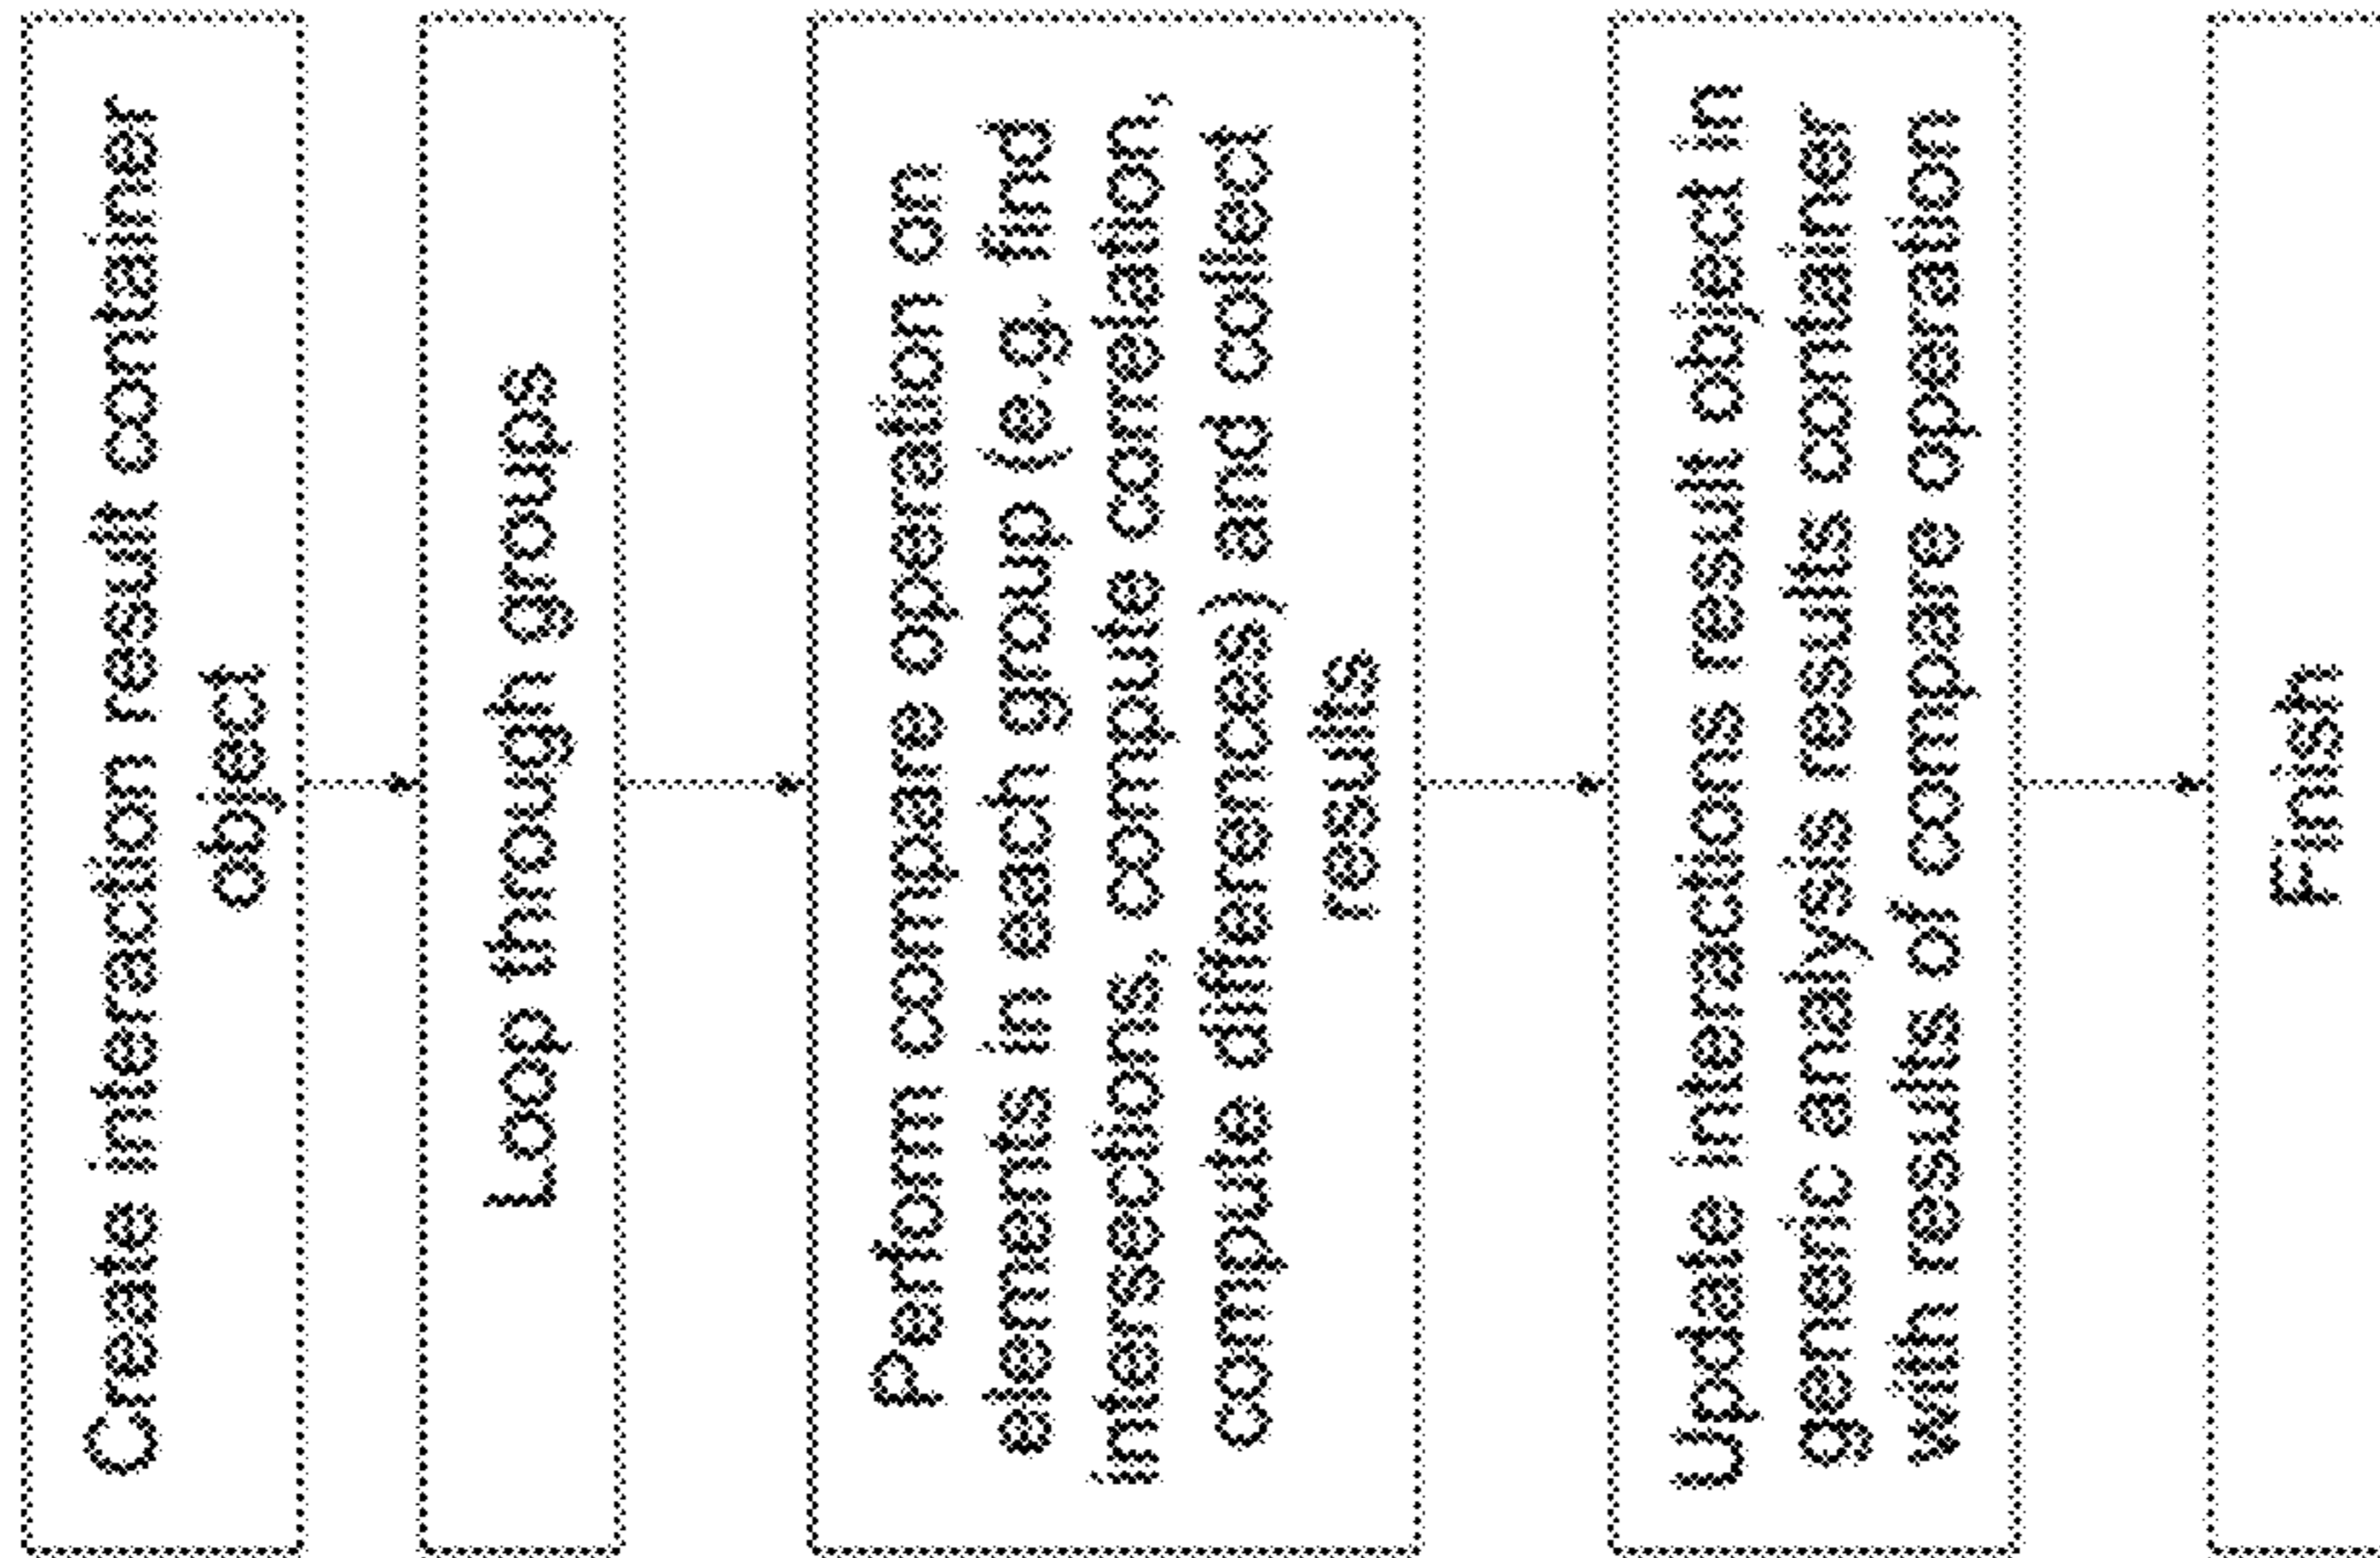 Create interaction result container
object
Loop through groups
Perform compare operation on
elements in each group (e.g. find
intersections, compute correlation,
compute differences) and collect
results
Update interactions result object in
generic analysis results container
with results of compare operation
Finish